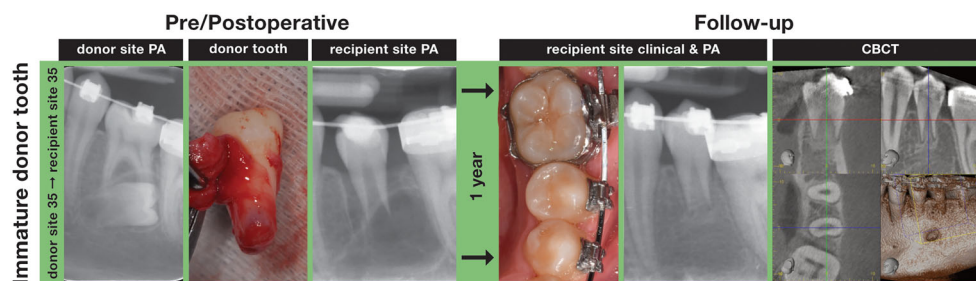 Pre/Postoperative
Follow-up
donor site PA
donor tooth
recipient site PA
recipient site clinical & PA
CBCT
Immature donor tooth
donor site 35 → recipient site 35
→
1 year
→